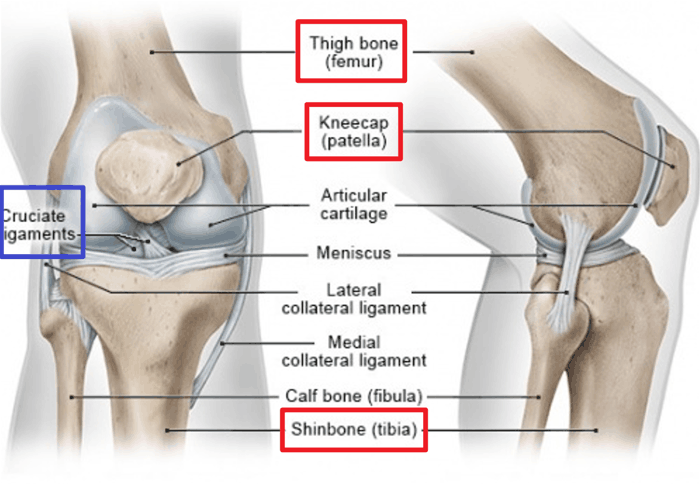 Thigh bone
(femur)
Kneecap
(patella)
Articular
cartilage
Cruciate
igaments
Meniscus
Lateral
collateral ligament
Medial
collateral ligament
Calf bone (fibula)
Shinbone (tibia)